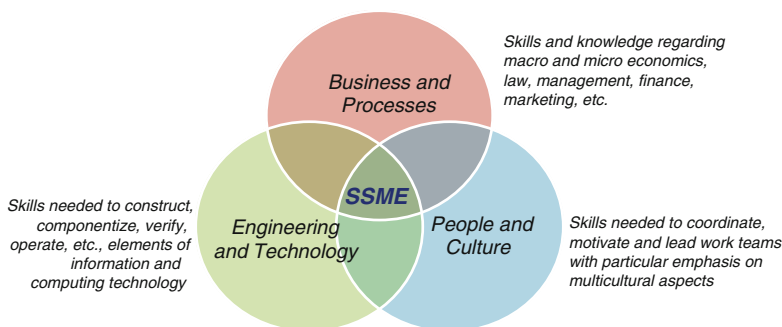 Skills and knowledge regarding
macro and micro economics,
law, management, finance,
marketing, etc.
Business and
Processes
SSME
Skills needed to construct,
componentize, verify,
operate, etc., elements of
information and
computing technology
Engineering
and Technology
People and
Culture
Skills needed to coordinate,
motivate and lead work teams
with particular emphasis on
multicultural aspects